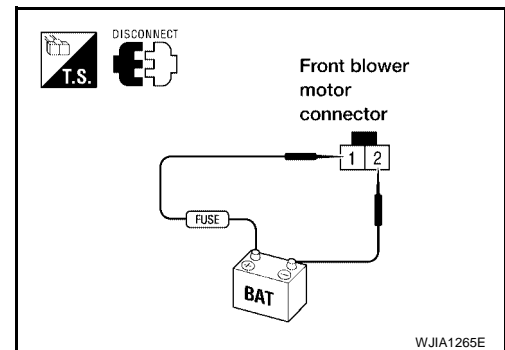 DISCONNECT
T.S.
Front blower
motor
connector
1 2
FUSE
+ −
BAT
WJIA1265E